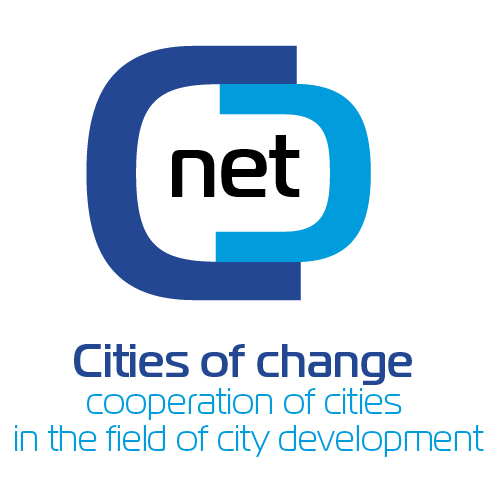 net
Cities of change
cooperation of cities
in the field of city development